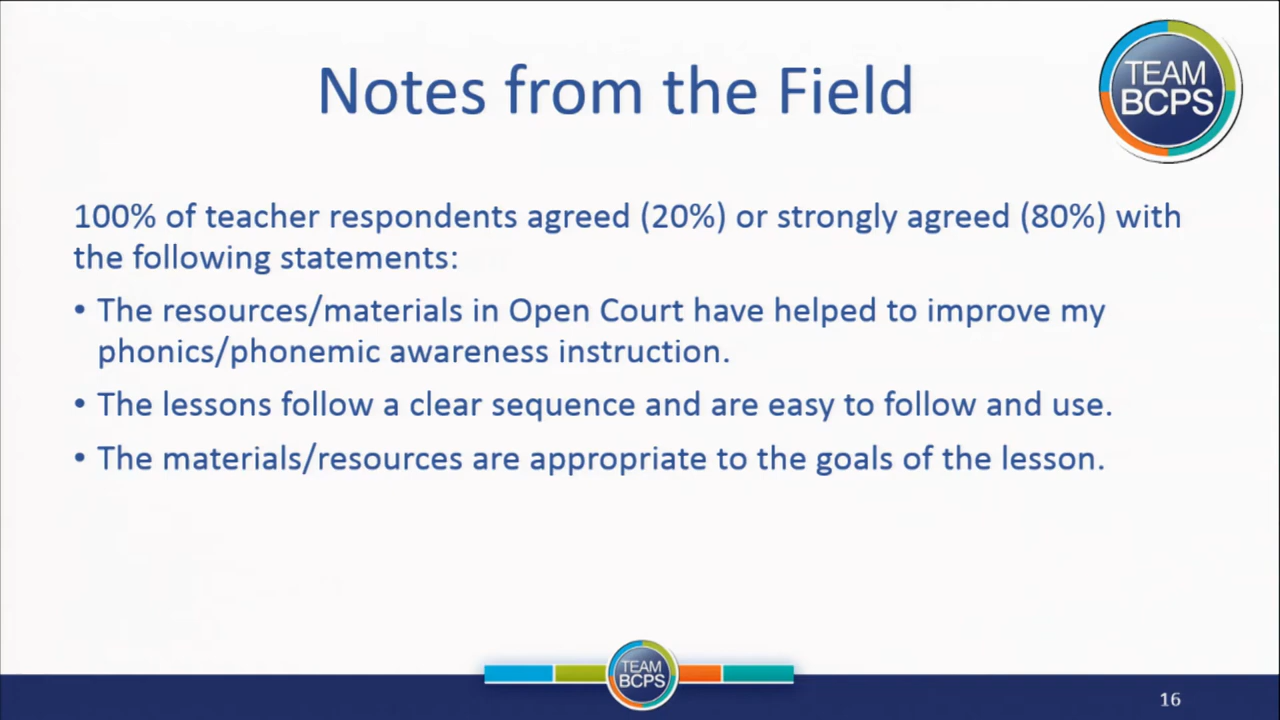 Notes from the Field
TEAM
BCPS
100% of teacher respondents agreed (20%) or strongly agreed (80%) with
the following statements:
• The resources/materials in Open Court have helped to improve my
phonics/phonemic awareness instruction.
• The lessons follow a clear sequence and are easy to follow and use.
• The materials/resources are appropriate to the goals of the lesson.
TEAM
BCPS
16